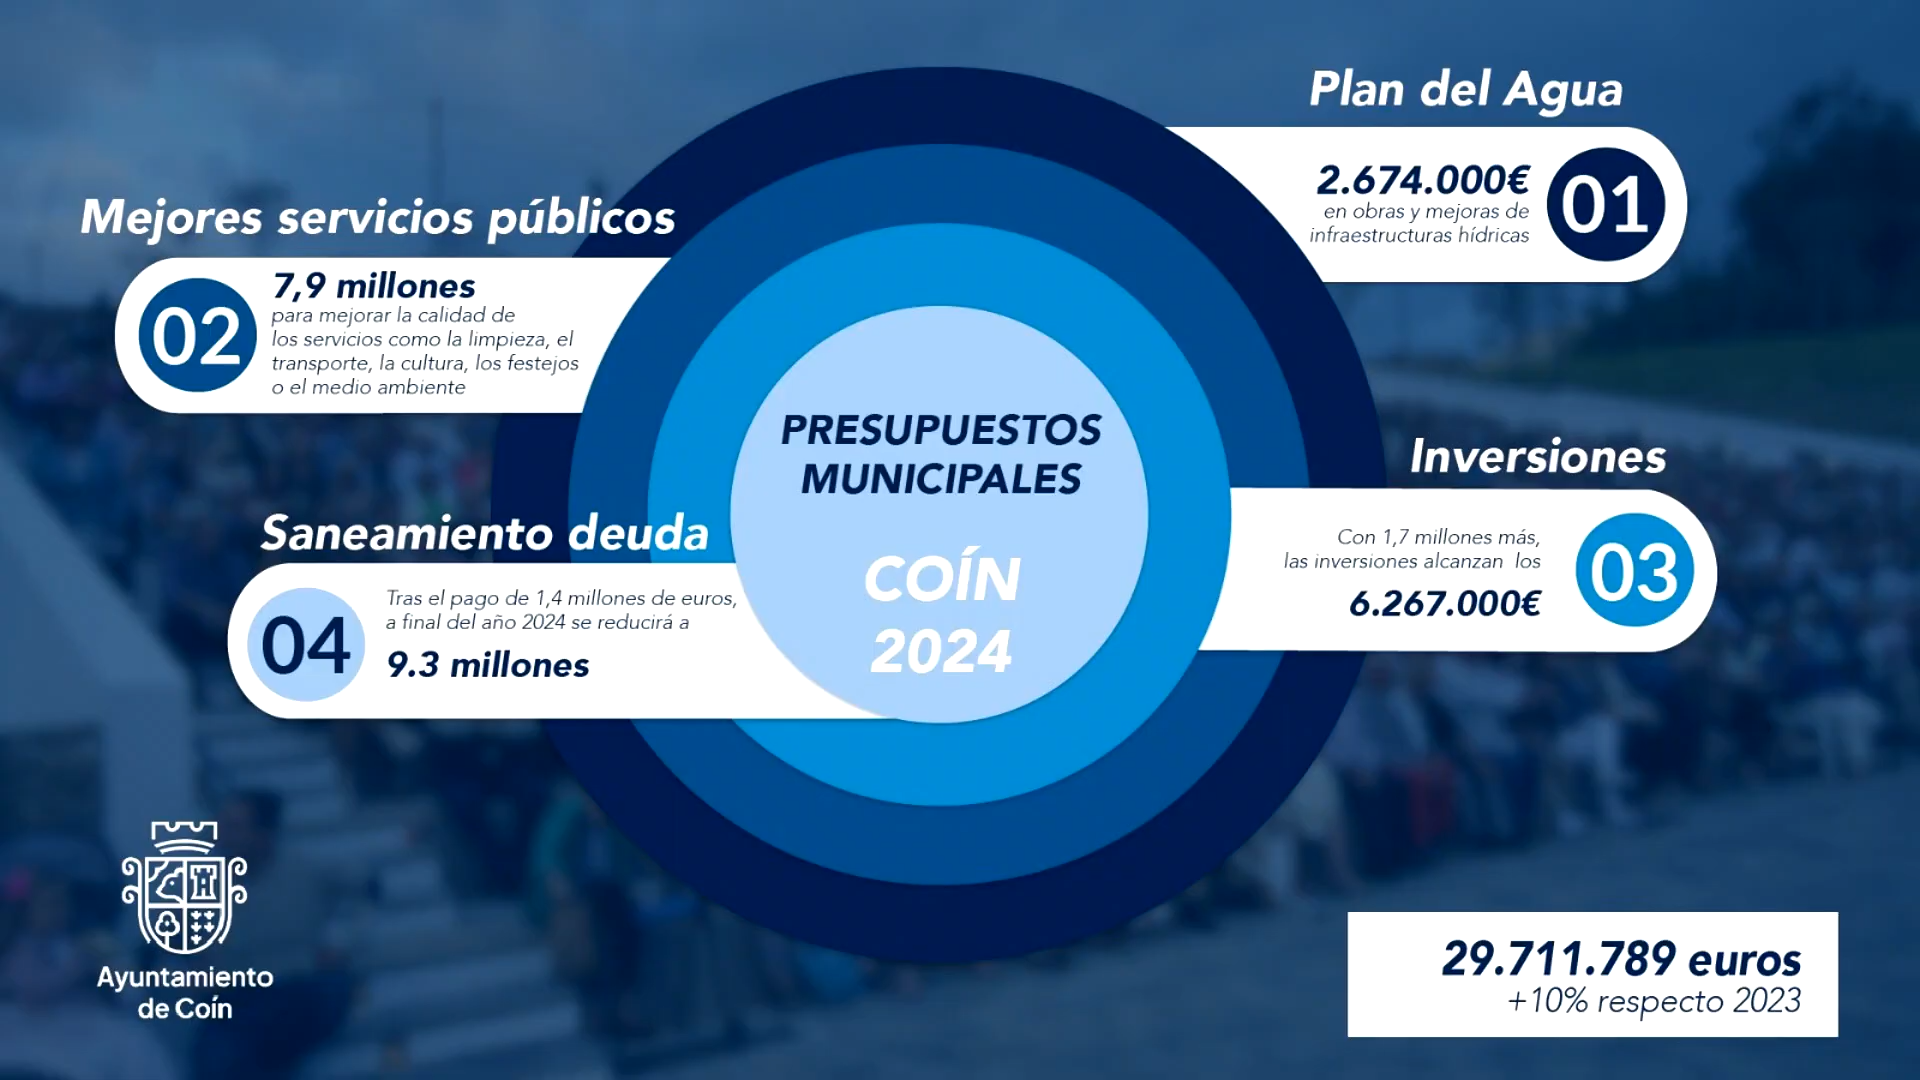 Plan del Agua
2.674.000€
en obras y mejoras de
infraestructuras hídricas
01
Mejores servicios públicos
02
7,9 millones
para mejorar la calidad de
los servicios como la limpieza, el
transporte, la cultura, los festejos
o el medio ambiente
PRESUPUESTOS
MUNICIPALES
COÍN
2024
Inversiones
Con 1,7 millones más,
las inversiones alcanzan los
6.267.000€
03
Saneamiento deuda
04
Tras el pago de 1,4 millones de euros,
a final del año 2024 se reducirá a
9.3 millones
Ayuntamiento
de Coín
29.711.789 euros
+10% respecto 2023